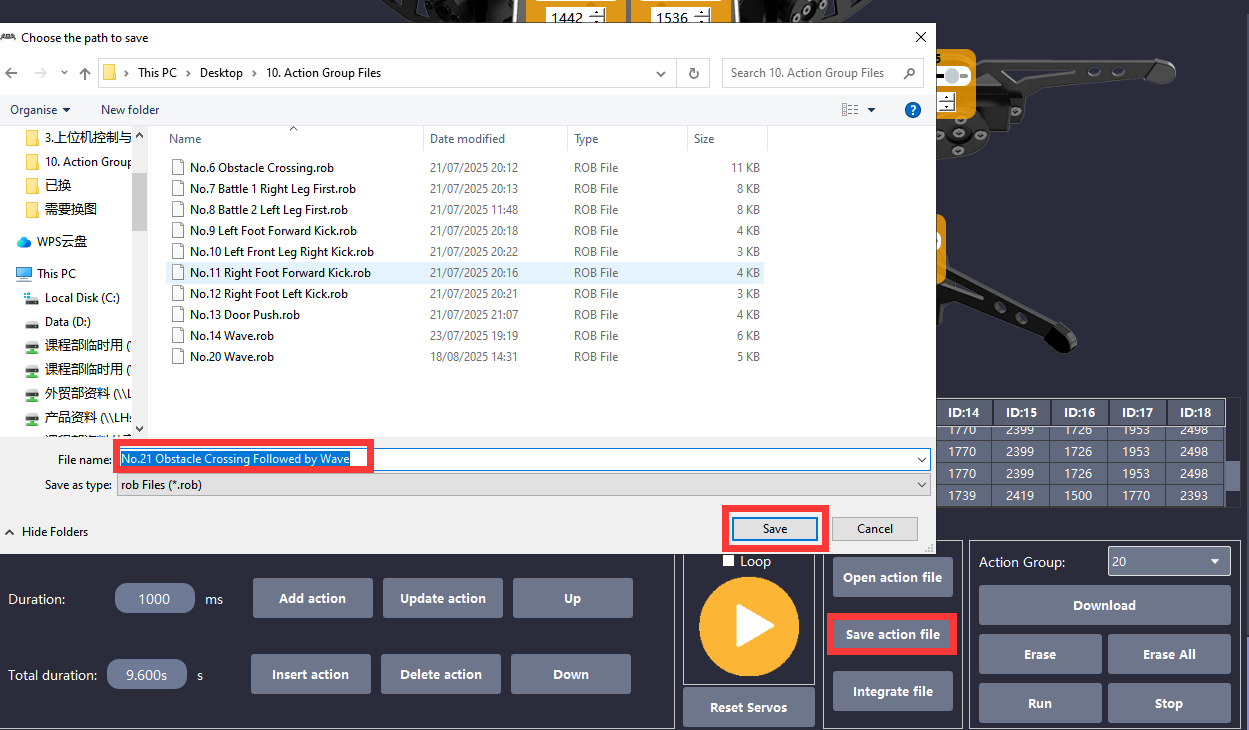 1442
1536
Choose the path to save
This PC › Desktop › 10. Action Group Files
Search 10. Action Group Files
Organise
New folder
?
3.上位机控制与
10. Action Group
已换
需要换图
WPS云盘
This PC
Local Disk (C:)
Data (D:)
课程部临时用 (
课程部临时用 (
外贸部资料 (\\L
产品资料 (\\LH
Name Date modified Type Size
No.6 Obstacle Crossing.rob 21/07/2025 20:12 ROB File 11 KB
No.7 Battle 1 Right Leg First.rob 21/07/2025 20:13 ROB File 8 KB
No.8 Battle 2 Left Leg First.rob 21/07/2025 11:48 ROB File 8 KB
No.9 Left Foot Forward Kick.rob 21/07/2025 20:18 ROB File 4 KB
No.10 Left Front Leg Right Kick.rob 21/07/2025 20:22 ROB File 3 KB
No.11 Right Foot Forward Kick.rob 21/07/2025 20:16 ROB File 4 KB
No.12 Right Foot Left Kick.rob 21/07/2025 20:21 ROB File 3 KB
No.13 Door Push.rob 21/07/2025 21:07 ROB File 4 KB
No.14 Wave.rob 23/07/2025 19:19 ROB File 6 KB
No.20 Wave.rob 18/08/2025 14:31 ROB File 5 KB
File name: No.21 Obstacle Crossing Followed by Wave
Save as type: rob Files (*.rob)
Hide Folders
Save
Cancel
ID:14 ID:15 ID:16 ID:17 ID:18
1770 2399 1726 1953 2498
1770 2399 1726 1953 2498
1770 2399 1726 1953 2498
1739 2419 1500 1770 2393
Duration: 1000 ms
Add action
Update action
Up
Total duration: 9.600s s
Insert action
Delete action
Down
Loop
Reset Servos
Open action file
Save action file
Integrate file
Action Group: 20
Download
Erase
Erase All
Run
Stop